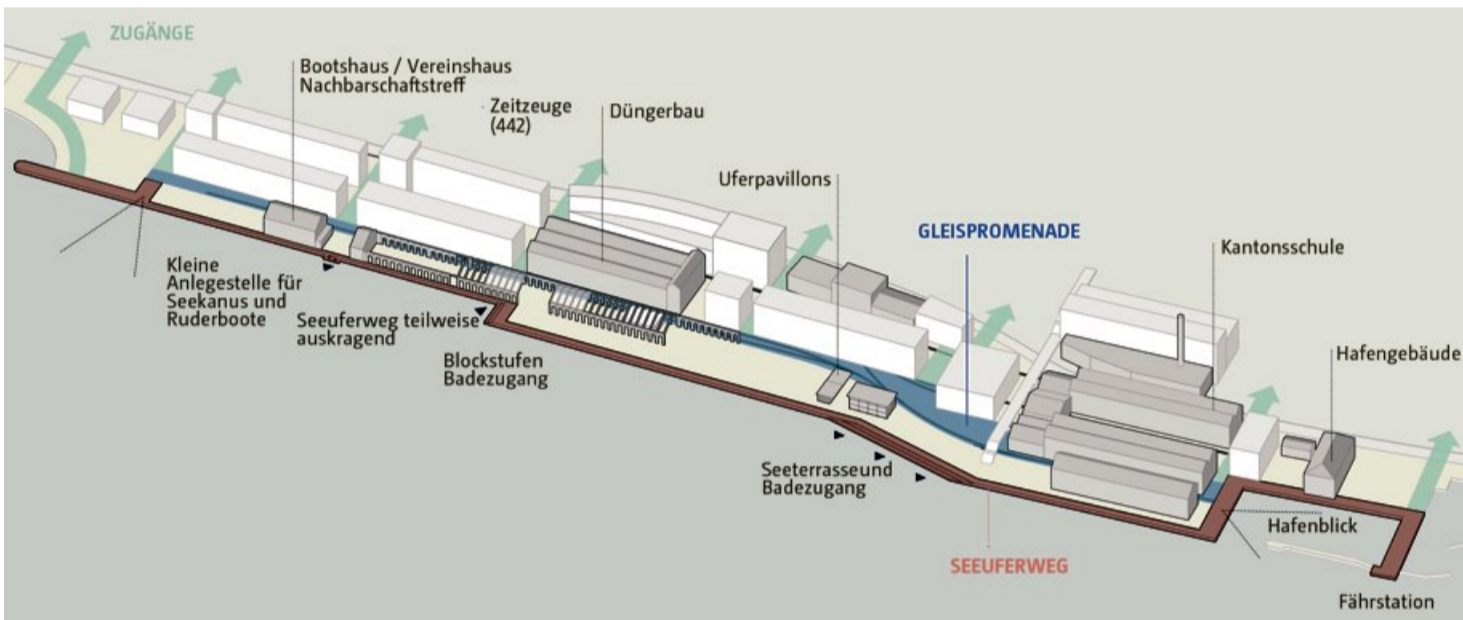 ZUGÄNGE
Bootshaus / Vereinshaus
Nachbarschaftstreff
Zeitzeuge
(442)
Düngerbau
Uferpavillons
GLEISPROMENADE
Kantonsschule
Hafengebäude
Kleine
Anlegestelle für
Seekanus und
Ruderboote
Seeuferweg teilweise
auskragend
Blockstufen
Badezugang
Seeterrasseund
Badezugang
SEEUFERWEG
Hafenblick
Fährstation